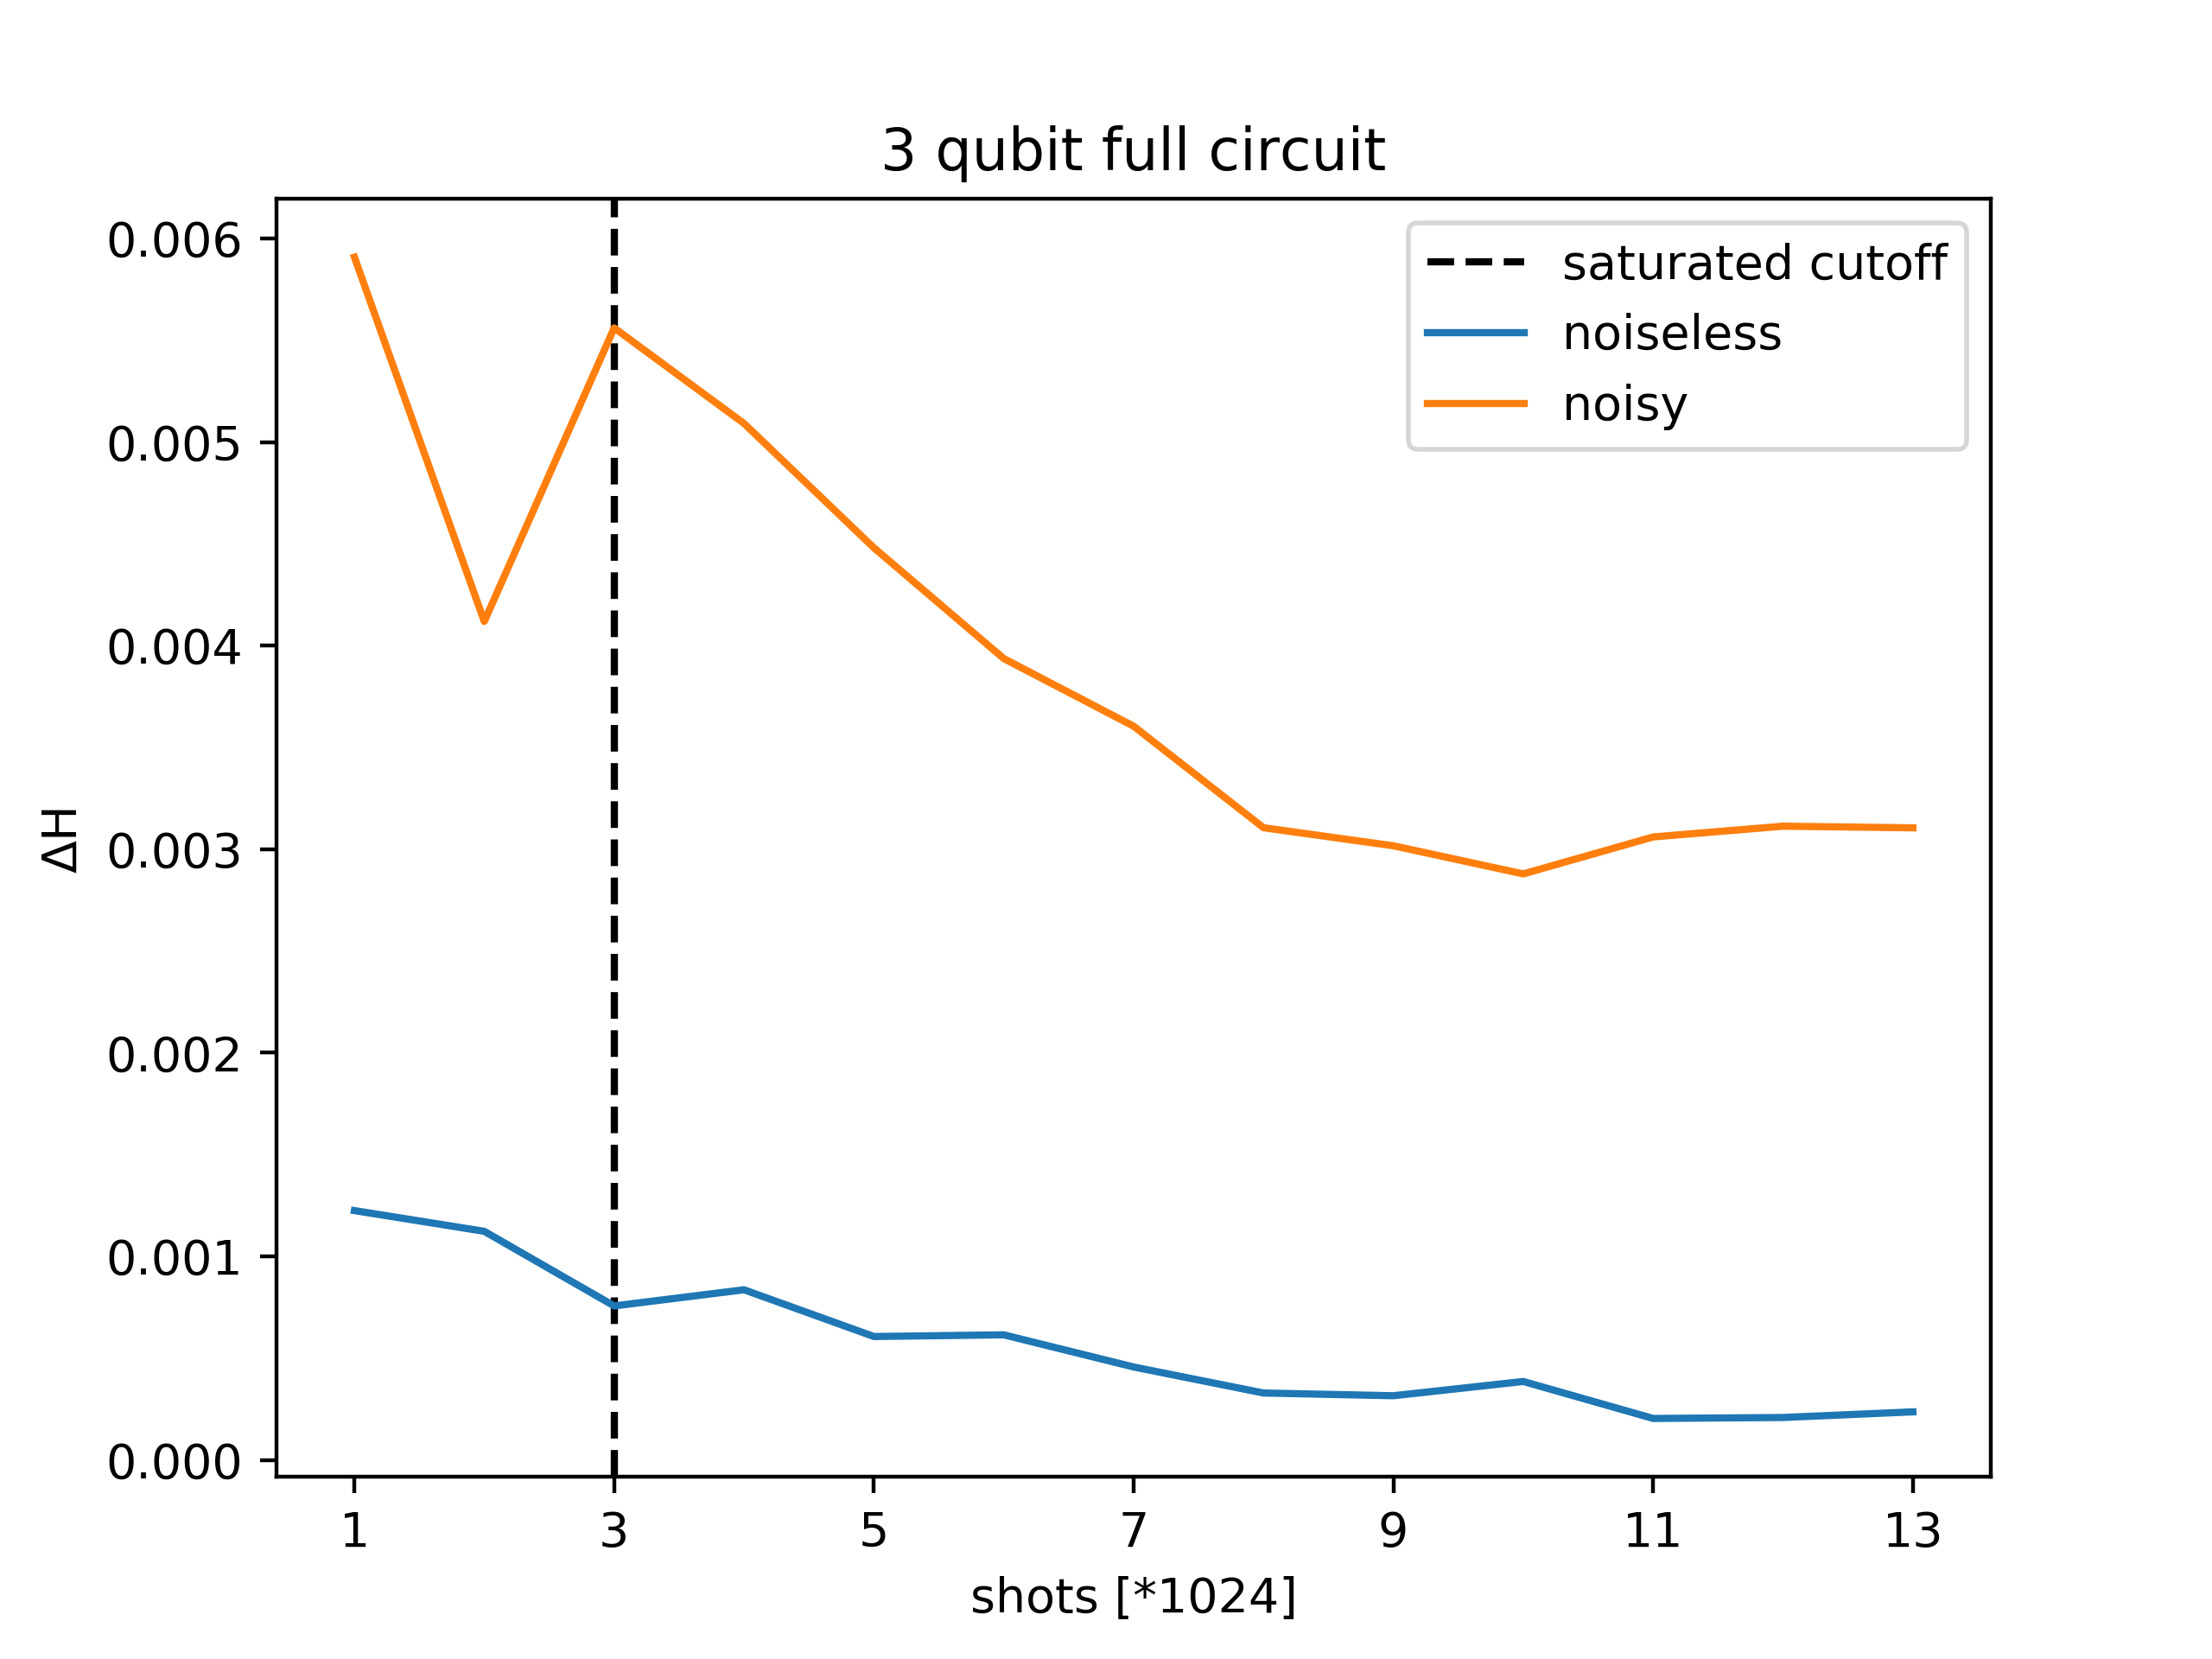 3 qubit full circuit
saturated cutoff
noiseless
noisy
0.006
0.005
0.004
0.003
0.002
0.001
0.000
ΔH
1 3 5 7 9 11 13
shots [*1024]